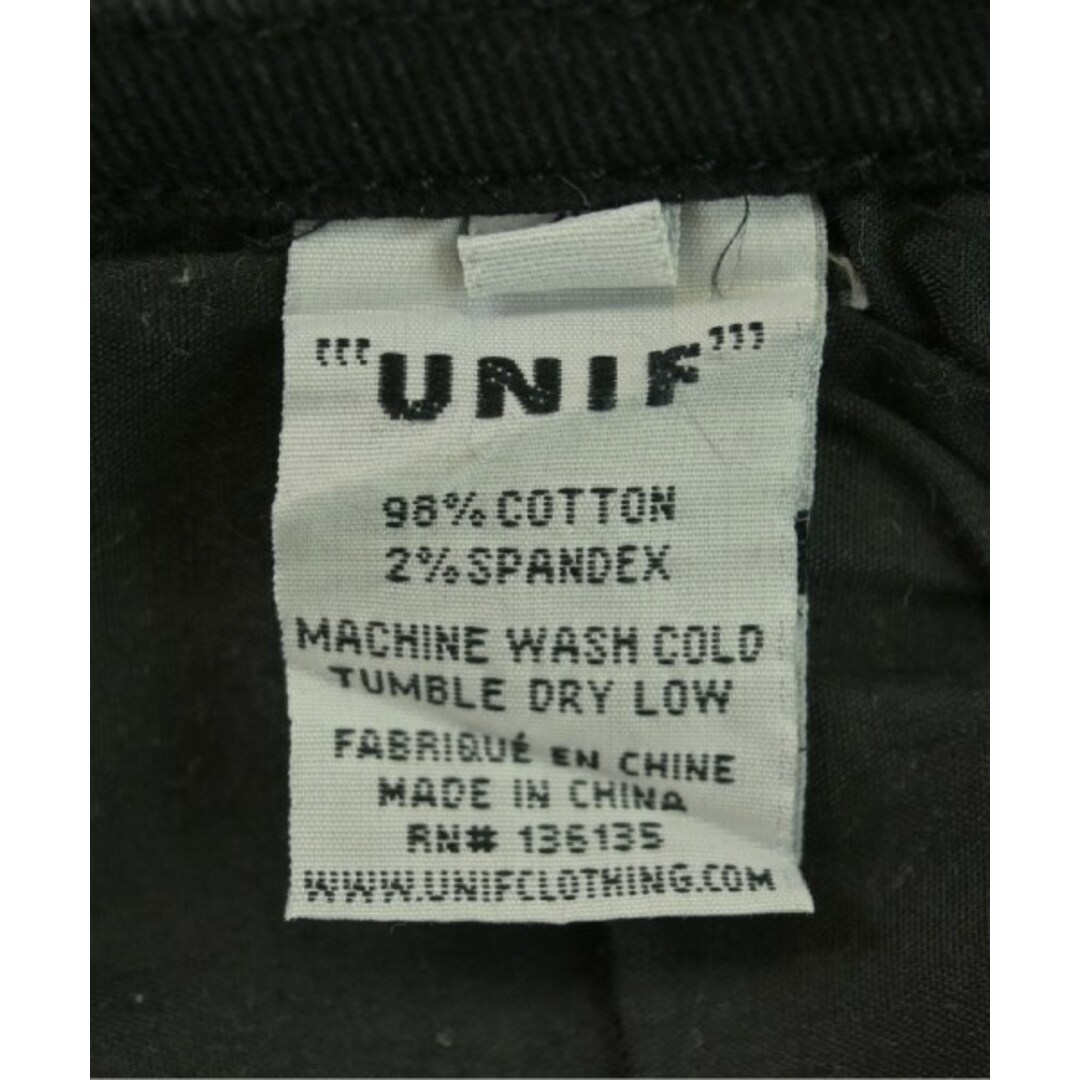 "'UNIF'"
98% COTTON
2% SPANDEX
MACHINE WASH COLD
TUMBLE DRY LOW
FABRIQUÉ EN CHINE
MADE IN CHINA
RN# 136135
WWW.UNIFCLOTHING.COM